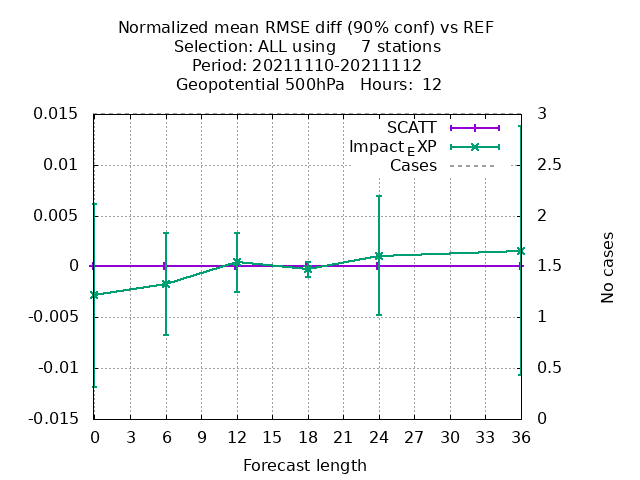 Normalized mean RMSE diff (90% conf) vs REF
Selection: ALL using 7 stations
Period: 20211110-20211112
Geopotential 500hPa Hours: 12
0.015
0.01
0.005
0
-0.005
-0.01
-0.015
3
2.5
2
1.5
1
0.5
0
SCATT
Impact_EXP
Cases
No cases
0 3 6 9 12 15 18 21 24 27 30 33 36
Forecast length